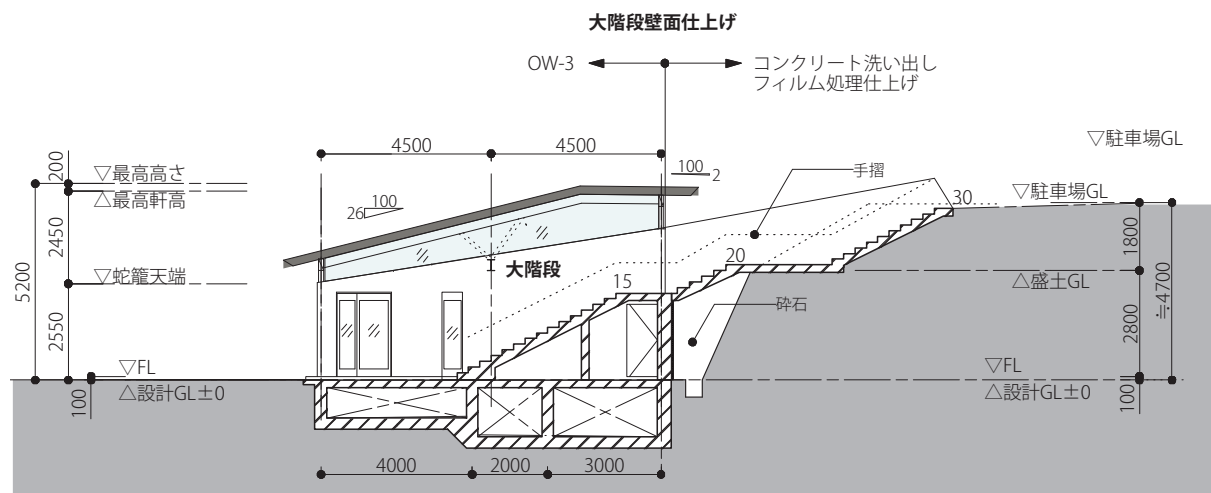 大階段壁面仕上げ
OW-3
コンクリート洗い出し
フィルム処理仕上げ
▽駐車場GL
4500
4500
100
2
手摺
200
▽最高高さ
△最高軒高
100
26
30
▽駐車場GL
2450
1800
5200
▽蛇籠天端
大階段
15
20
△盛土GL
≒4700
砕石
2550
2800
▽FL
△設計GL±0
100
▽FL
△設計GL±0
100
4000
2000
3000